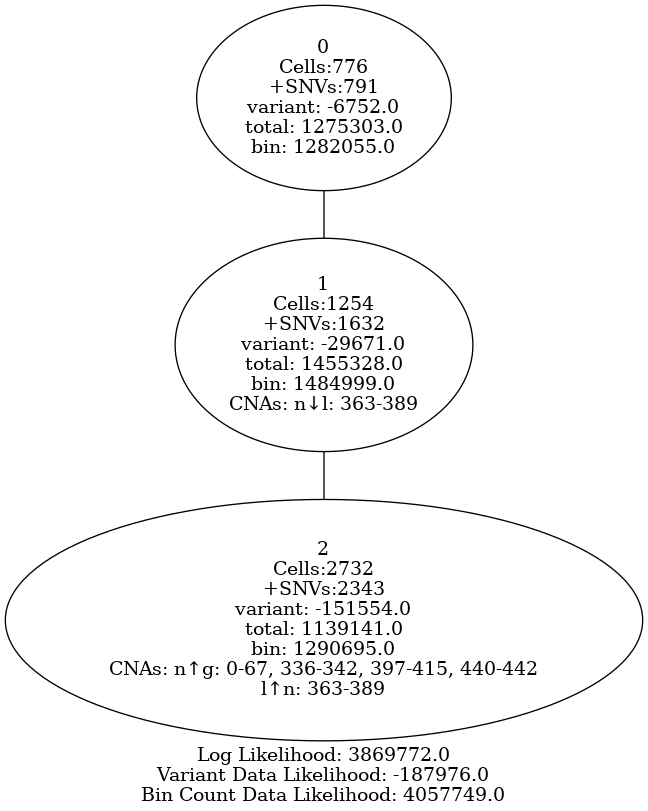 0
Cells:776
+SNVs:791
variant: -6752.0
total: 1275303.0
bin: 1282055.0
1
Cells:1254
+SNVs:1632
variant: -29671.0
total: 1455328.0
bin: 1484999.0
CNAs: n↓l: 363-389
2
Cells:2732
+SNVs:2343
variant: -151554.0
total: 1139141.0
bin: 1290695.0
CNAs: n↑g: 0-67, 336-342, 397-415, 440-442
l↑n: 363-389
Log Likelihood: 3869772.0
Variant Data Likelihood: -187976.0
Bin Count Data Likelihood: 4057749.0